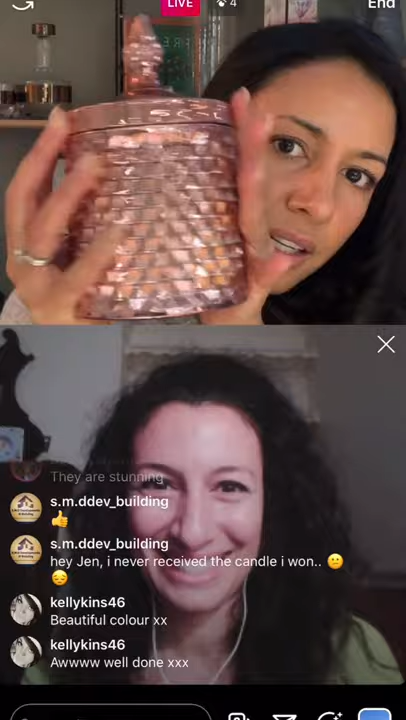 LIVE
4
End
They are stunning
s.m.ddev_building
👍
s.m.ddev_building
hey Jen, i never received the candle i won.. 😕
😔
kellykins46
Beautiful colour xx
kellykins46
Awwww well done xxx